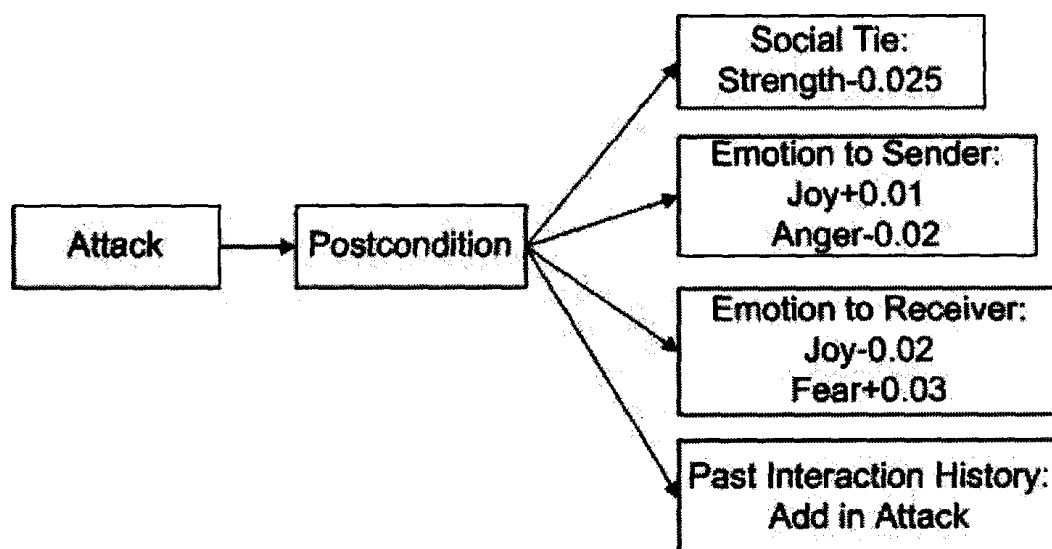 Social Tie:
Strength-0.025
Emotion to Sender:
Joy+0.01
Anger-0.02
Attack
Postcondition
Emotion to Receiver:
Joy-0.02
Fear+0.03
Past Interaction History:
Add in Attack